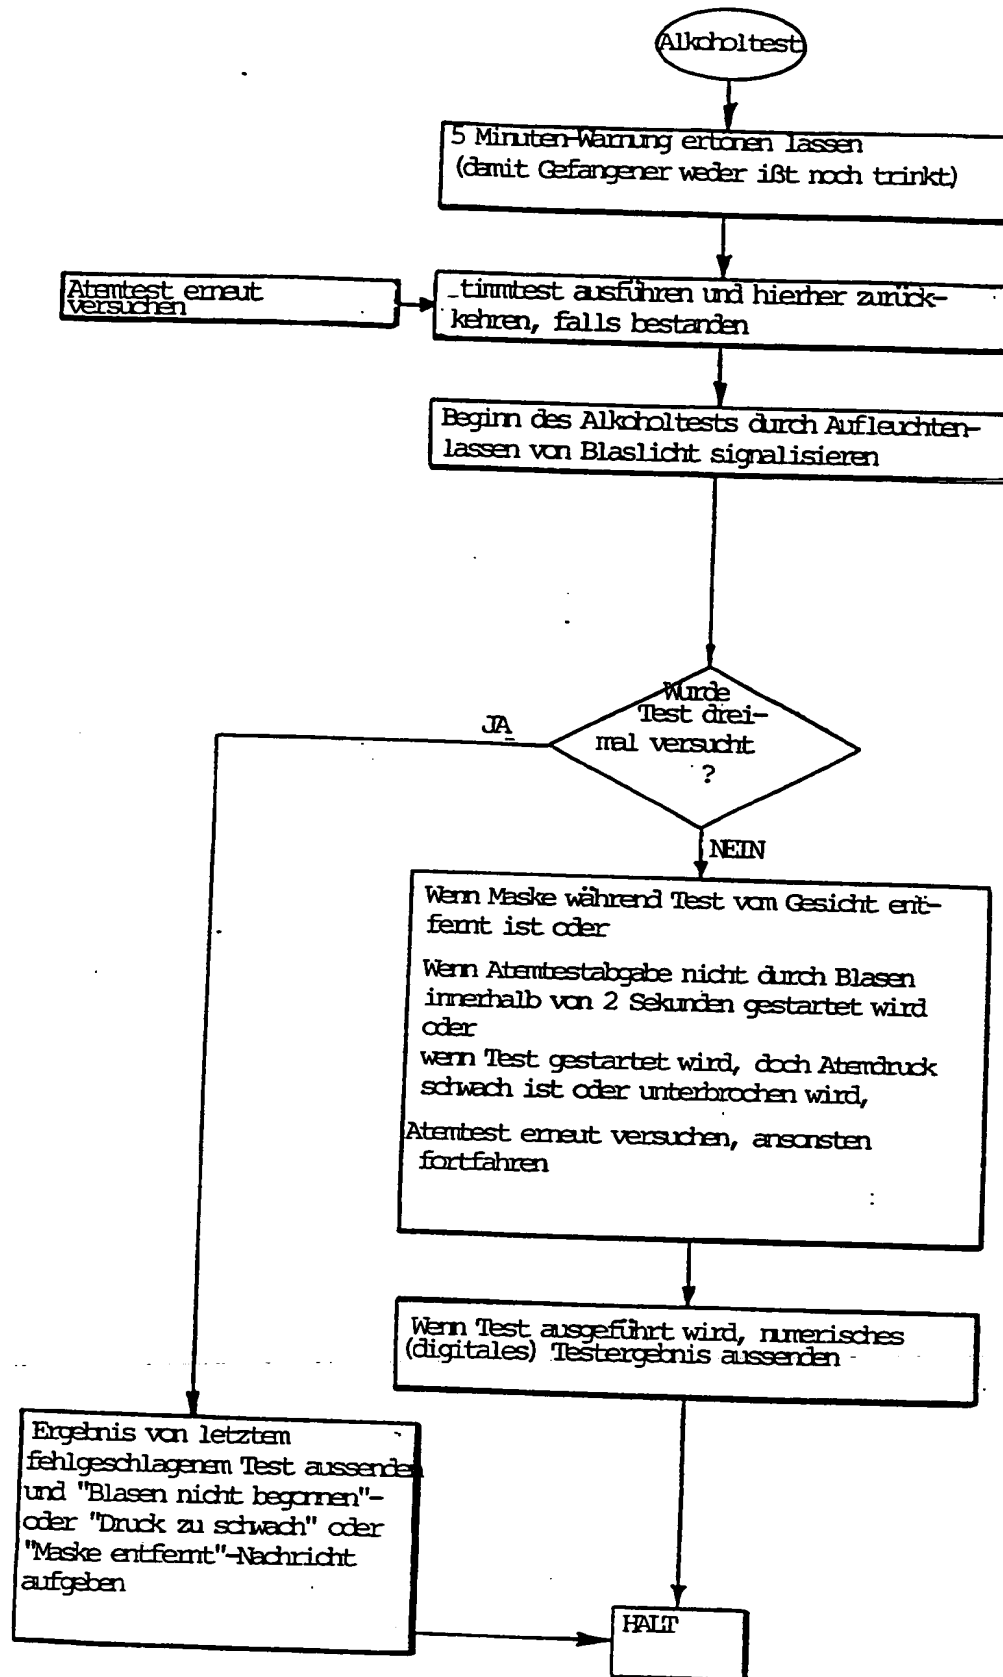 Alkoholtest
5 Minuten-Warnung ertönen lassen
(damit Gefangener weder ißt noch trinkt)
Atemtest erneut
versuchen
timmtest ausführen und hierher zurück-
kehren, falls bestanden
Beginn des Alkoholtests durch Aufleuchten-
lassen von Blaslicht signalisieren
Wurde
Test drei-
mal versucht
?
JA
NEIN
Wenn Maske während Test vom Gesicht ent-
fernt ist oder
Wenn Atemtestabgabe nicht durch Blasen
innerhalb von 2 Sekunden gestartet wird
oder
wenn Test gestartet wird, doch Atemdruck
schwach ist oder unterbrochen wird,
Atemtest erneut versuchen, ansonsten
fortfahren
Wenn Test ausgeführt wird, numerisches
(digitales) Testergebnis aussenden
Ergebnis von letztem
fehlgeschlagenem Test aussenden
und "Blasen nicht begonnen"-
oder "Druck zu schwach" oder
"Maske entfernt"-Nachricht
aufgeben
HALT